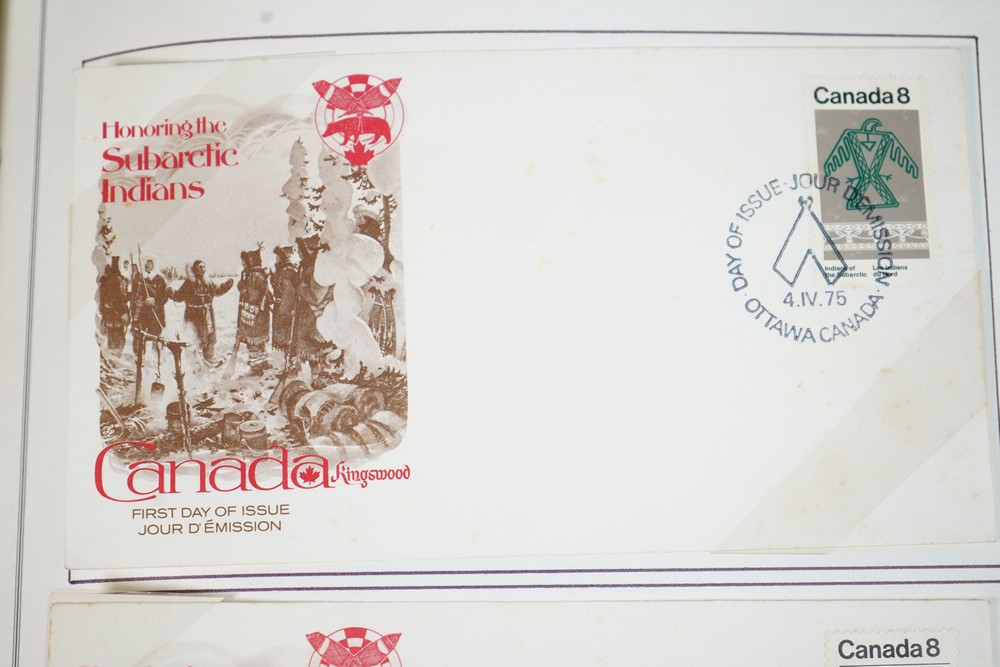 Honoring the
Subarctic
Indians
Canada
Kingswood
FIRST DAY OF ISSUE
JOUR D'ÉMISSION
Canada 8
Indians of
the Subarctic
Les Indiens
du Nord
DAY OF ISSUE · JOUR D'ÉMISSION · OTTAWA CANADA ·
4.IV.75
Canada 8